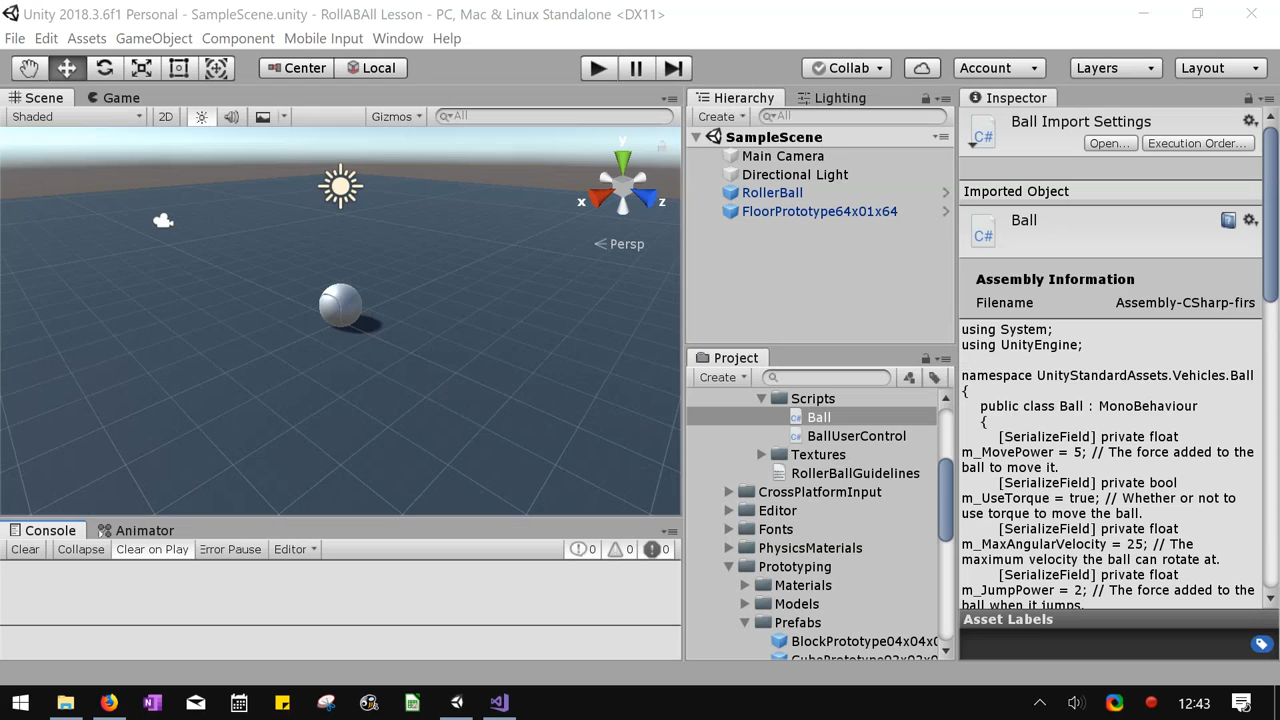 Unity 2018.3.6f1 Personal - SampleScene.unity - RollABAll Lesson - PC, Mac & Linux Standalone <DX11>
File Edit Assets GameObject Component Mobile Input Window Help
Center Local Collab Account Layers Layout
Scene Game
Shaded 2D Gizmos All
y
x z
Persp
Hierarchy Lighting
Create All
SampleScene
Main Camera
Directional Light
RollerBall
FloorPrototype64x01x64
Project
Create
Scripts
Ball
BallUserControl
Textures
RollerBallGuidelines
CrossPlatformInput
Editor
Fonts
PhysicsMaterials
Prototyping
Materials
Models
Prefabs
BlockPrototype04x04x0
Inspector
C# Ball Import Settings
Open... Execution Order...
Imported Object
C# Ball
Assembly Information
Filename Assembly-CSharp-firs
using System;
using UnityEngine;
namespace UnityStandardAssets.Vehicles.Ball
{
public class Ball : MonoBehaviour
{
[SerializeField] private float
m_MovePower = 5; // The force added to the
ball to move it.
[SerializeField] private bool
m_UseTorque = true; // Whether or not to
use torque to move the ball.
[SerializeField] private float
m_MaxAngularVelocity = 25; // The
maximum velocity the ball can rotate at.
[SerializeField] private float
m_JumpPower = 2; // The force added to the
ball when it jumps.
Asset Labels
Console Animator
Clear Collapse Clear on Play Error Pause Editor 0 0 0
12:43